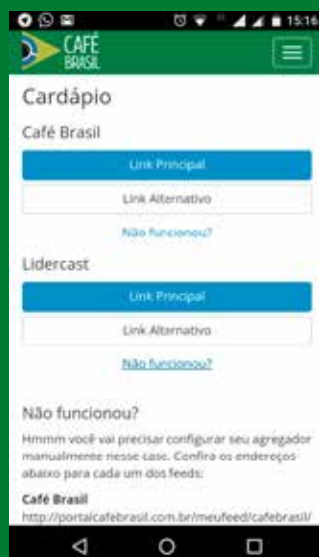 15:16
CAFÉ
BRASIL
Cardápio
Café Brasil
Link Principal
Link Alternativo
Não funcionou?
Lidercast
Link Principal
Link Alternativo
Não funcionou?
Não funcionou?
Hmmm você vai precisar configurar seu agregador
manualmente nesse caso. Confira os endereços
abaixo para cada um dos feeds:
Café Brasil
http://portalcafebrasil.com.br/meufeed/cafebrasil/